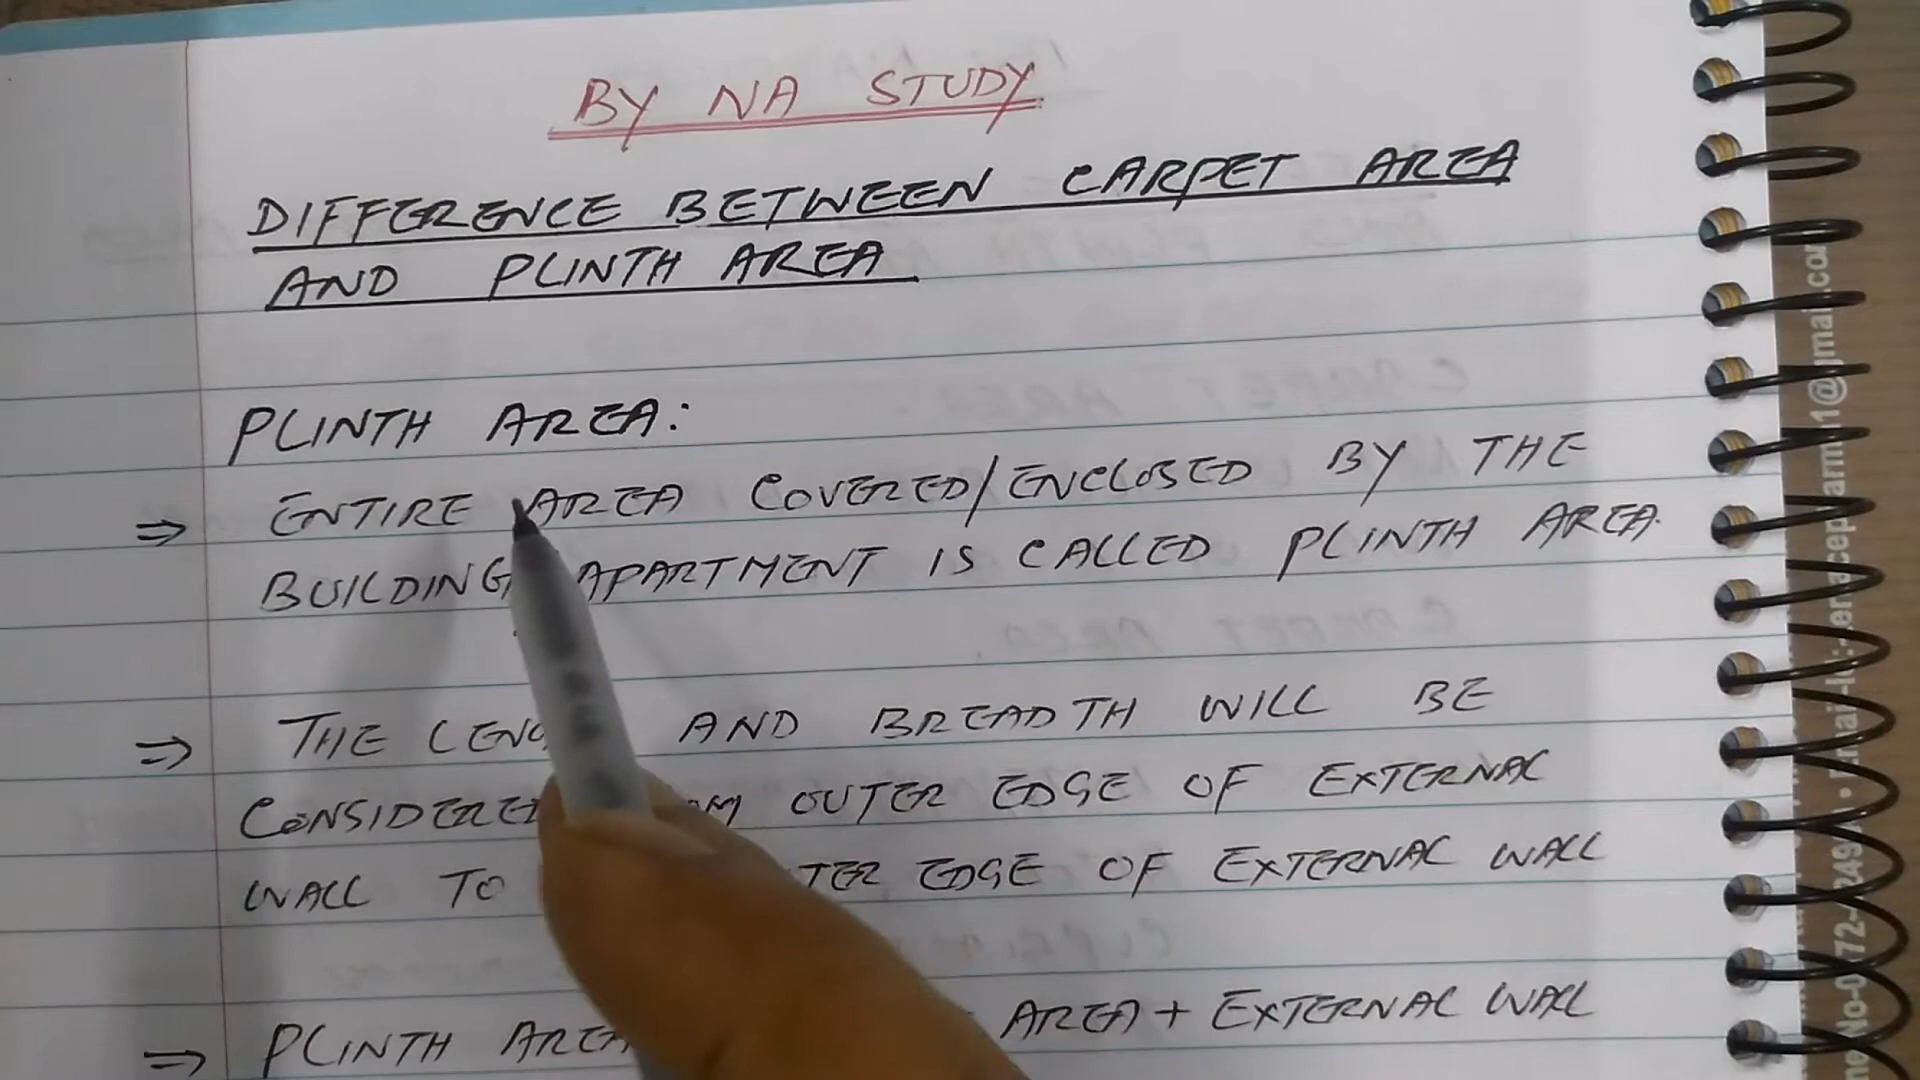 BY NA STUDY
DIFFERENCE BETWEEN CARPET AREA
AND PLINTH AREA
PLINTH AREA:
⇒ ENTIRE AREA COVERED/ENCLOSED BY THE
BUILDING APARTMENT IS CALLED PLINTH AREA.
⇒ THE AND BREADTH WILL BE
OUTER EDGE OF EXTERNAL
WALL TO EDGE OF EXTERNAL WALL
⇒ PLINTH AREA AREA + EXTERNAL WALL